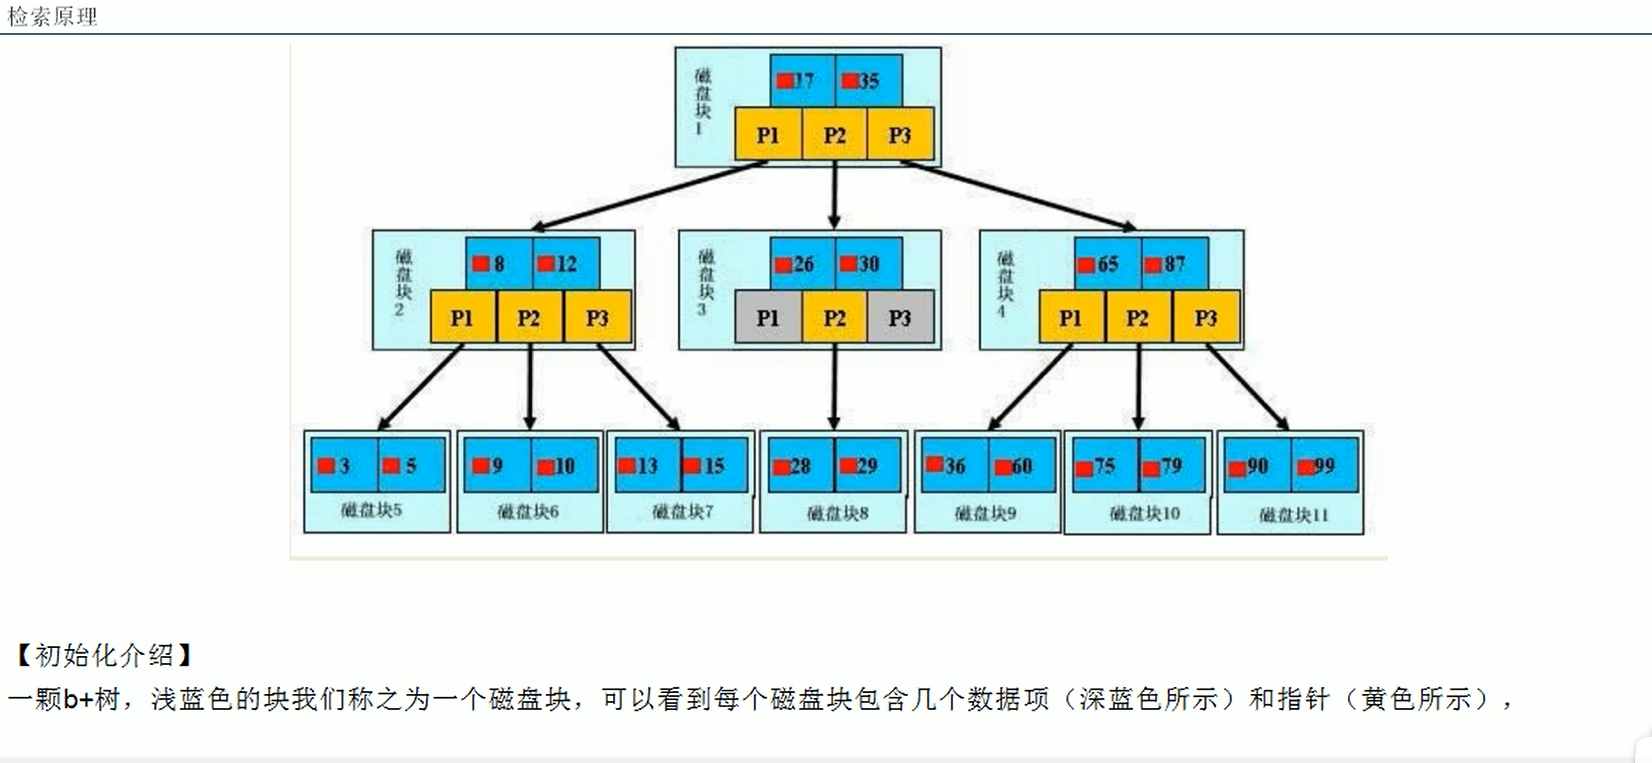 检索原理
磁盘块1
17 35
P1 P2 P3
磁盘块2
8 12
P1 P2 P3
磁盘块3
26 30
P1 P2 P3
磁盘块4
65 87
P1 P2 P3
3 5
磁盘块5
9 10
磁盘块6
13 15
磁盘块7
28 29
磁盘块8
36 60
磁盘块9
75 79
磁盘块10
90 99
磁盘块11
【初始化介绍】
一颗b+树，浅蓝色的块我们称之为一个磁盘块，可以看到每个磁盘块包含几个数据项（深蓝色所示）和指针（黄色所示），